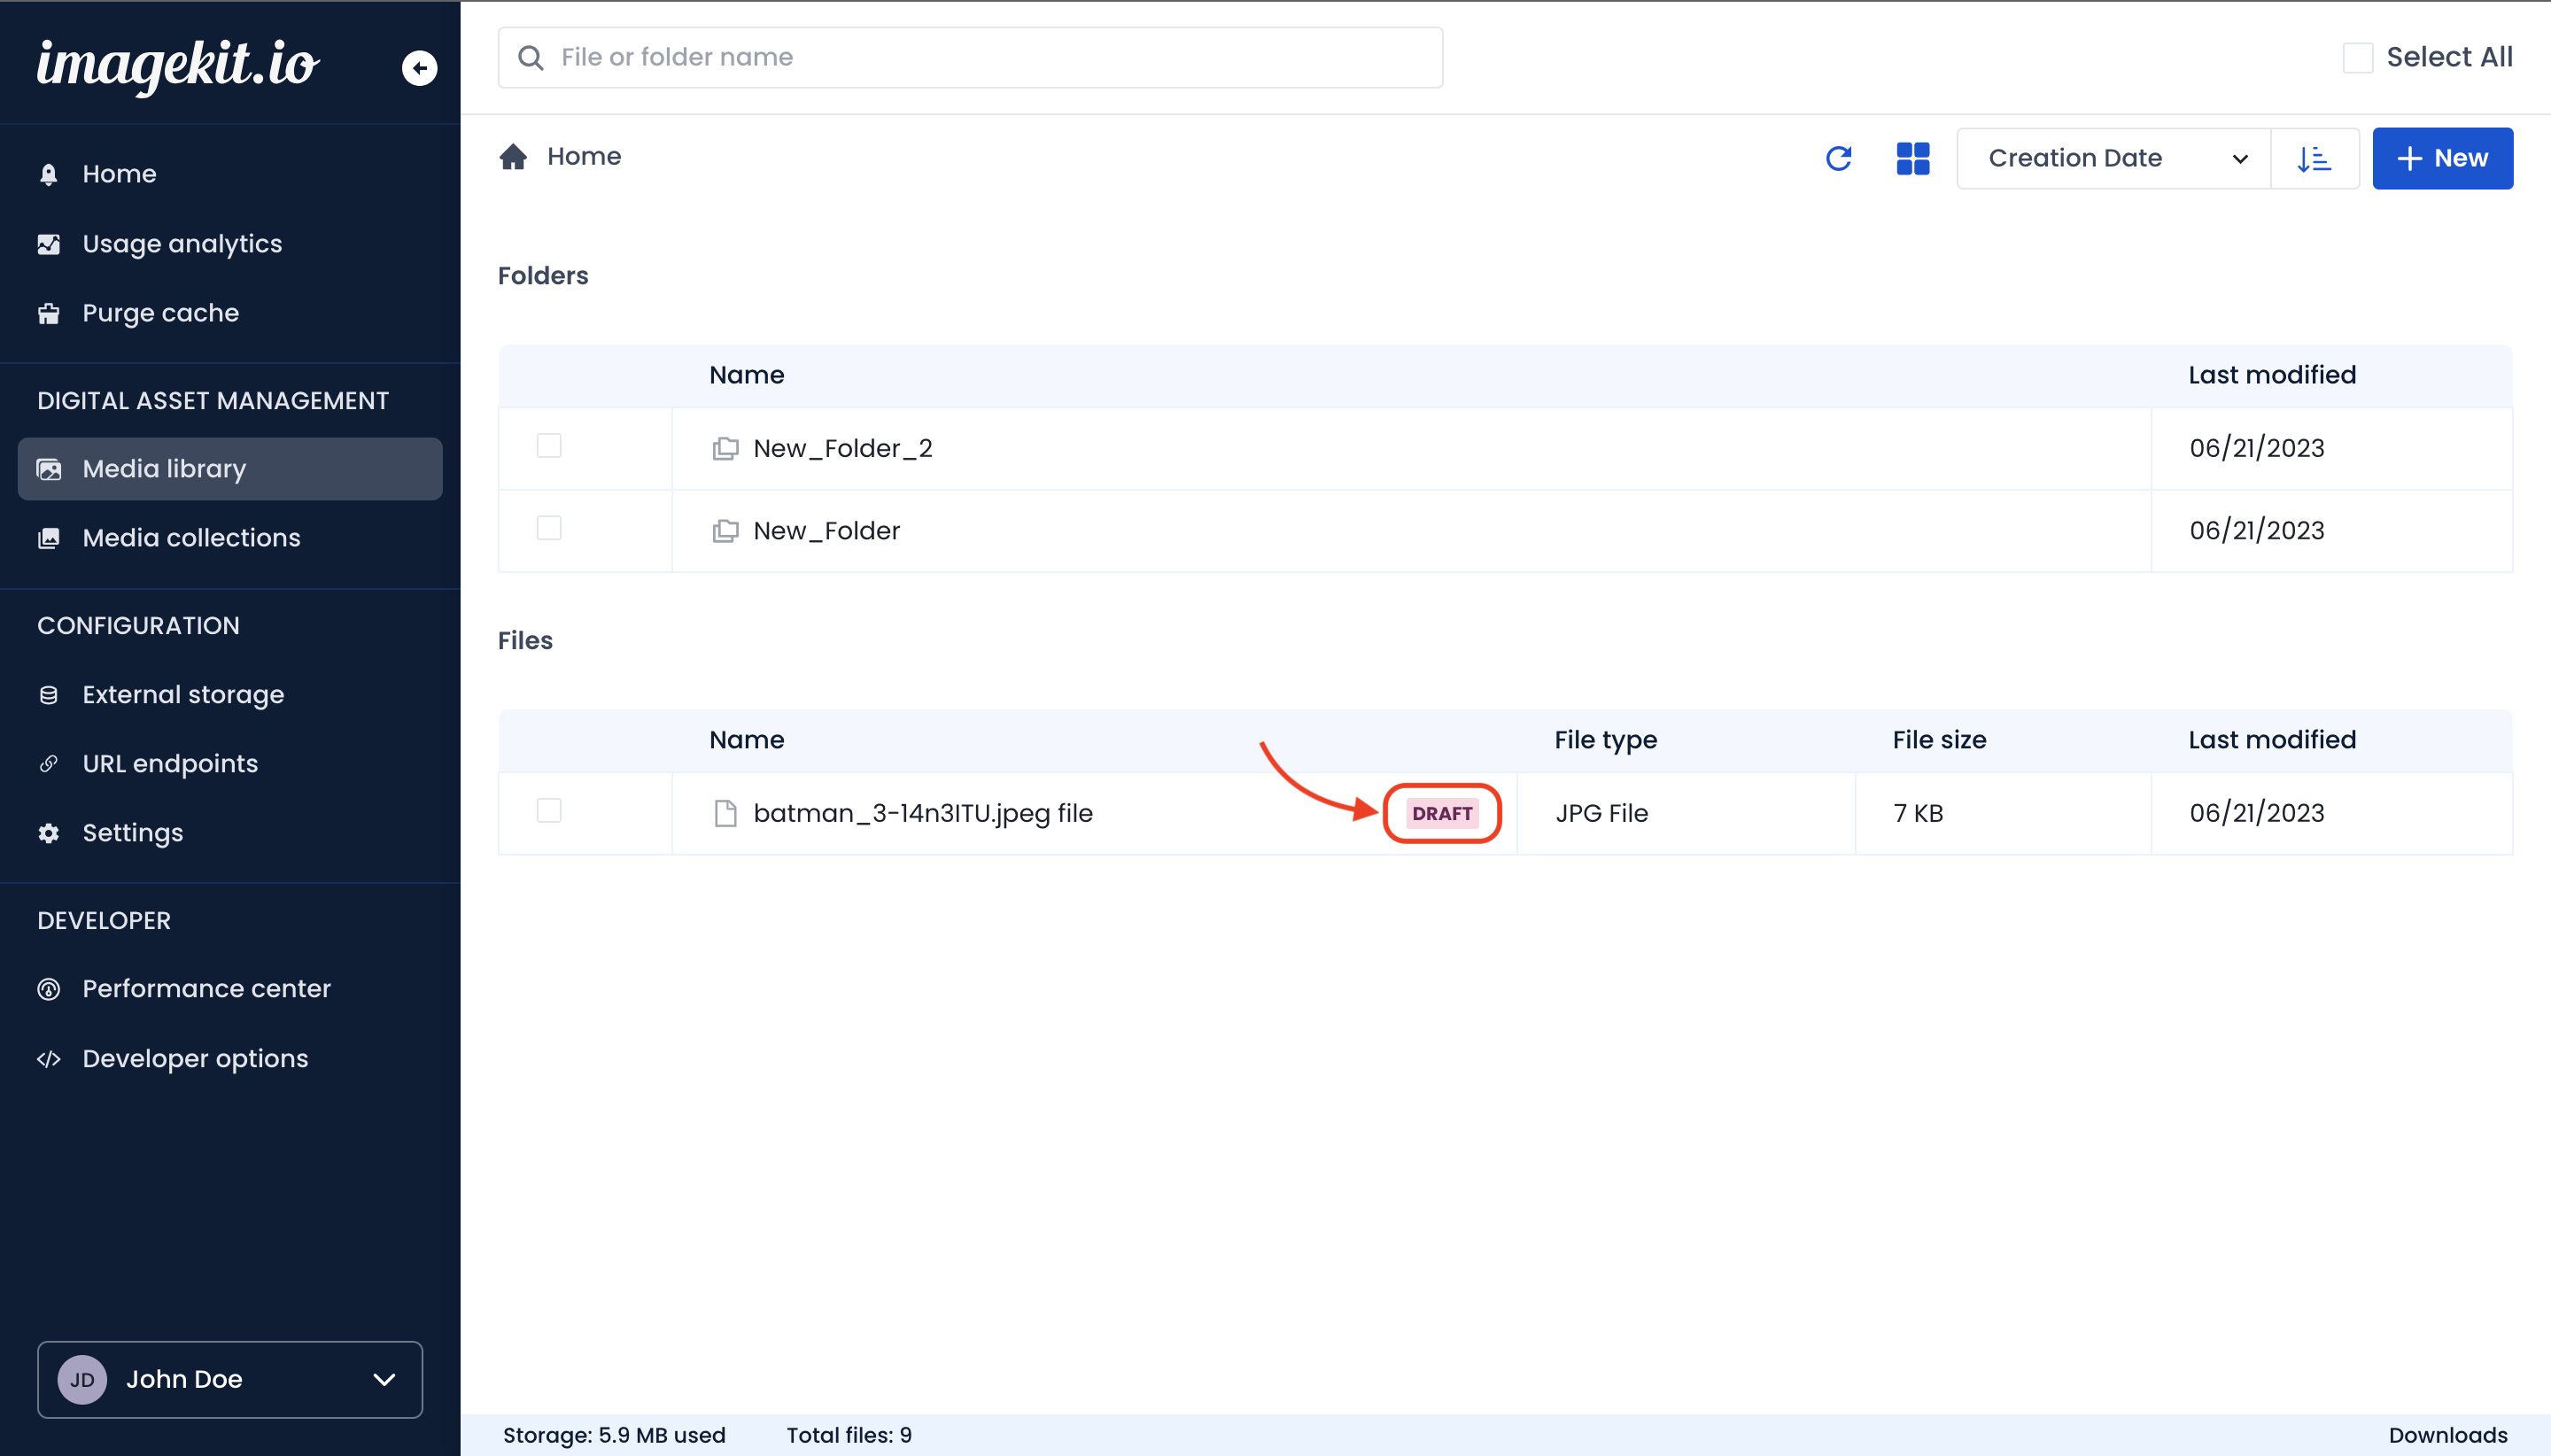 imagekit.io
Home
Usage analytics
Purge cache
DIGITAL ASSET MANAGEMENT
Media library
Media collections
CONFIGURATION
External storage
URL endpoints
Settings
DEVELOPER
Performance center
Developer options
JD John Doe
File or folder name
Select All
Home
Creation Date
New
Folders
Name Last modified
New_Folder_2 06/21/2023
New_Folder 06/21/2023
Files
Name File type File size Last modified
batman_3-14n3ITU.jpeg file DRAFT JPG File 7 KB 06/21/2023
Storage: 5.9 MB used Total files: 9 Downloads